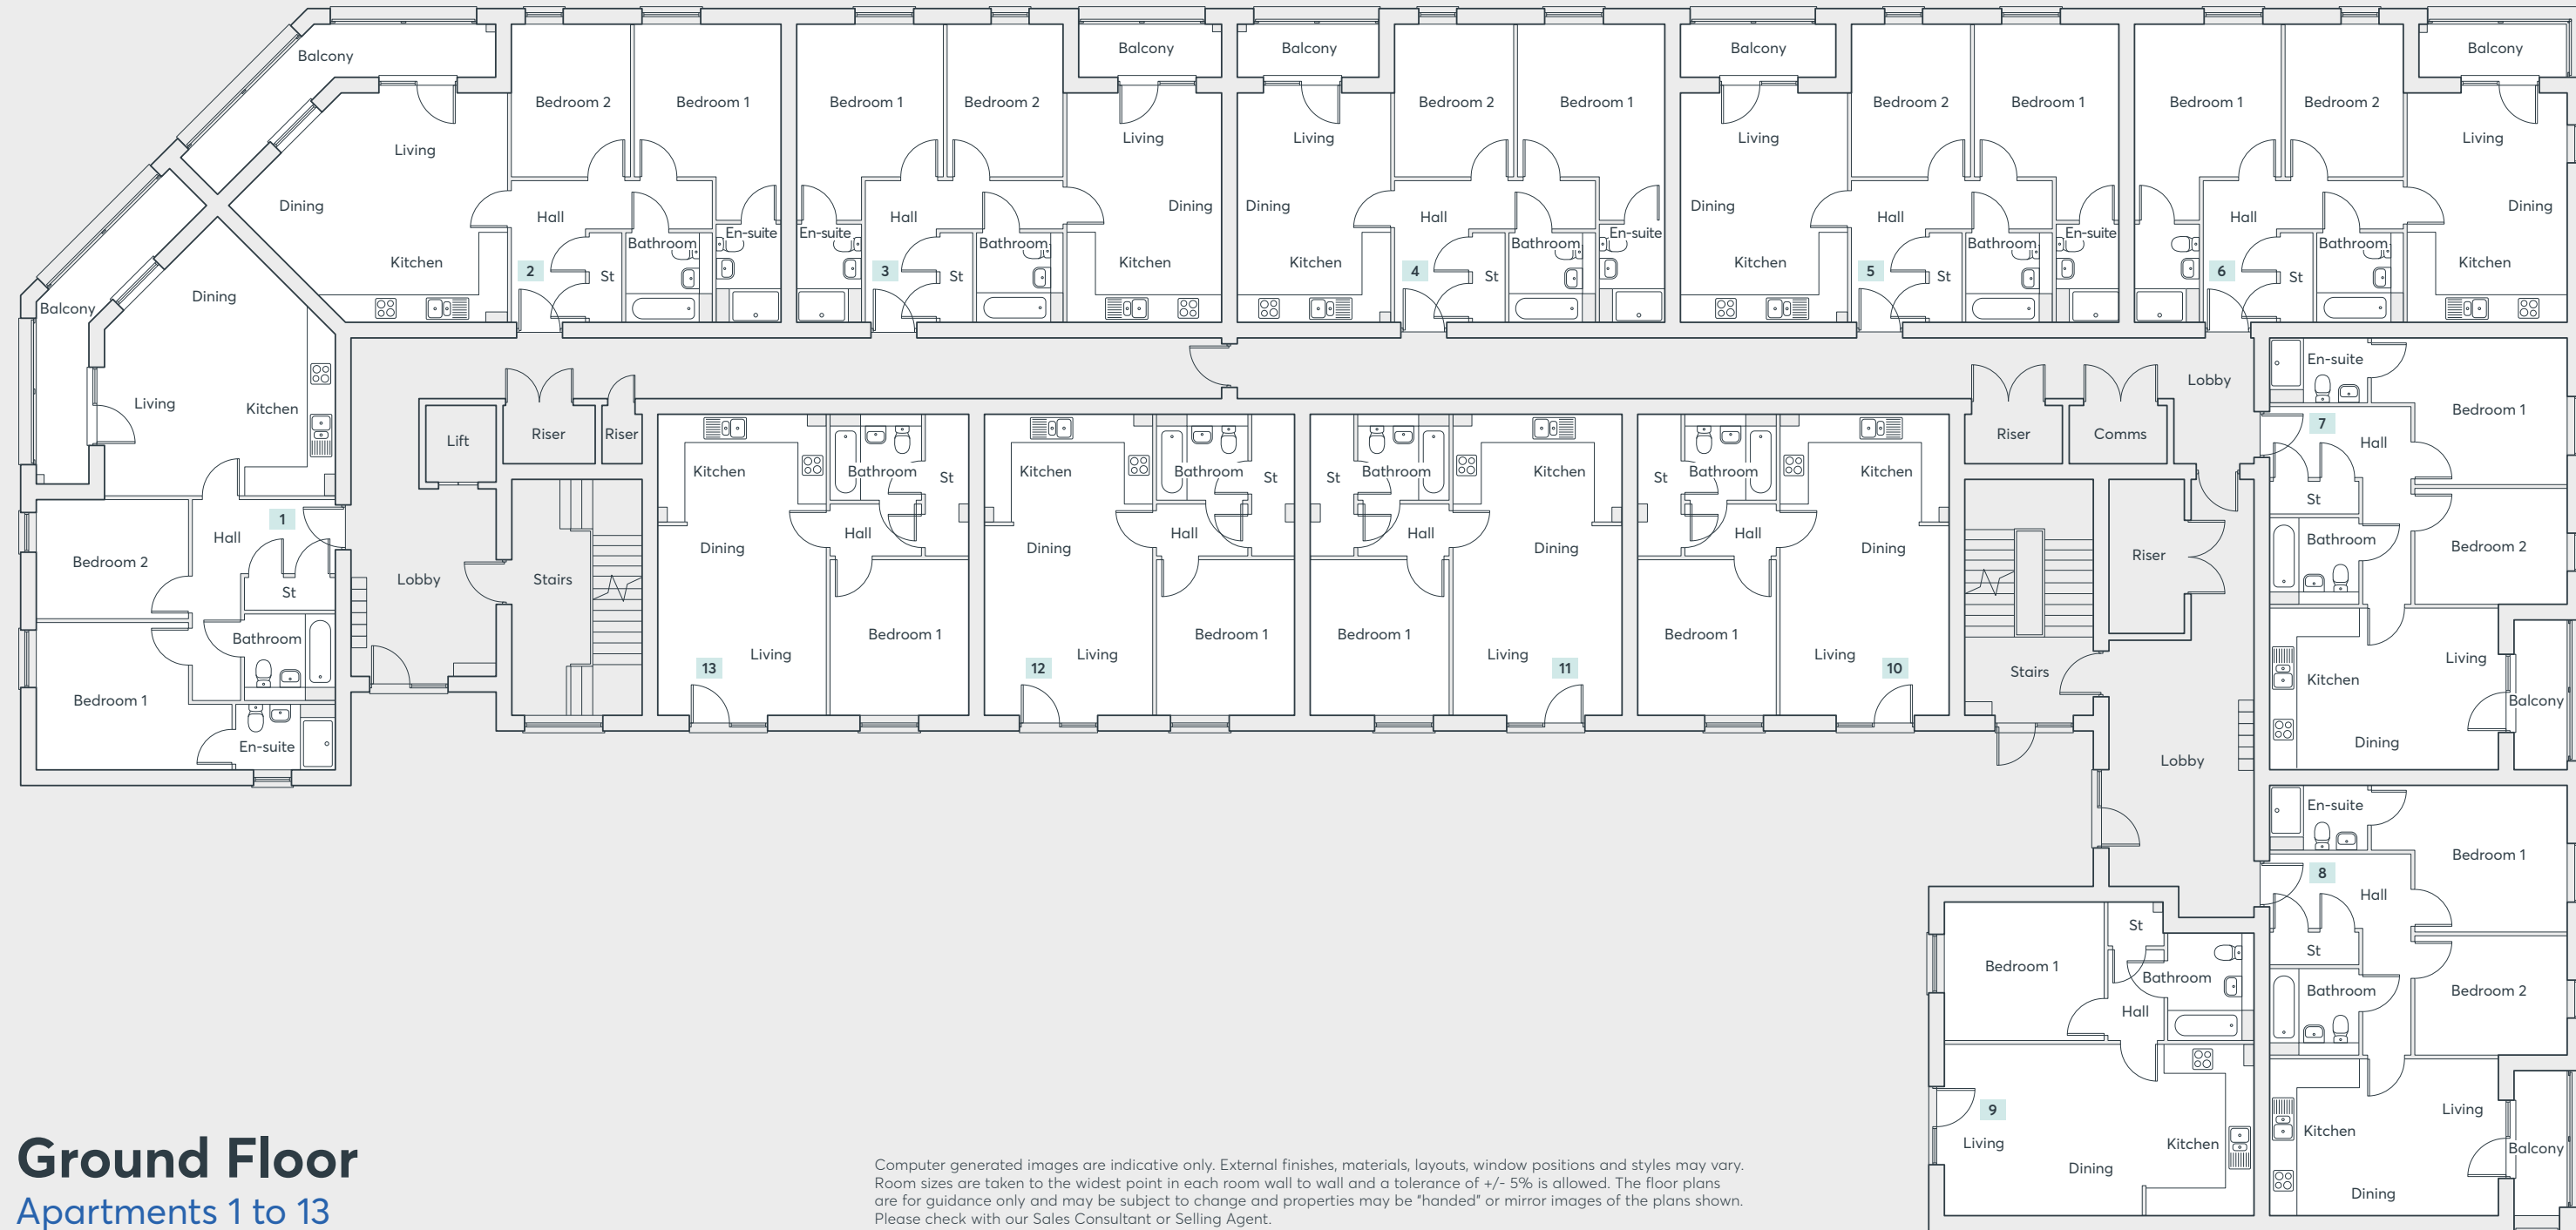 Balcony
Balcony
Balcony
Balcony
Balcony
Bedroom 2
Bedroom 1
Bedroom 1
Bedroom 2
Bedroom 2
Bedroom 1
Bedroom 2
Bedroom 1
Bedroom 1
Bedroom 2
Living
Living
Living
Living
Living
Dining
Dining
Dining
Dining
Dining
Hall
Hall
Hall
Hall
Hall
En-suite
En-suite
En-suite
En-suite
Bathroom
Bathroom
Bathroom
Bathroom
Bathroom
Kitchen
Kitchen
Kitchen
Kitchen
Kitchen
2
3
4
5
6
St
St
St
St
St
Balcony
Dining
Living
Kitchen
1
Hall
Bedroom 2
St
Bathroom
Bedroom 1
En-suite
Lift
Riser
Riser
Lobby
Stairs
Kitchen
Bathroom
St
Dining
Hall
Bedroom 1
Living
13
Kitchen
Bathroom
St
Dining
Hall
Bedroom 1
Living
12
St
Bathroom
Kitchen
Hall
Dining
Bedroom 1
Living
11
St
Bathroom
Kitchen
Hall
Dining
Bedroom 1
Living
10
Riser
Comms
Lobby
Riser
Stairs
Lobby
En-suite
Bedroom 1
7
Hall
St
Bathroom
Bedroom 2
Living
Kitchen
Balcony
Dining
En-suite
Bedroom 1
8
Hall
St
Bathroom
Bedroom 2
Living
Kitchen
Balcony
Dining
St
Bedroom 1
Bathroom
Hall
9
Living
Kitchen
Dining
Ground Floor
Apartments 1 to 13
Computer generated images are indicative only. External finishes, materials, layouts, window positions and styles may vary.
Room sizes are taken to the widest point in each room wall to wall and a tolerance of +/- 5% is allowed. The floor plans
are for guidance only and may be subject to change and properties may be "handed" or mirror images of the plans shown.
Please check with our Sales Consultant or Selling Agent.